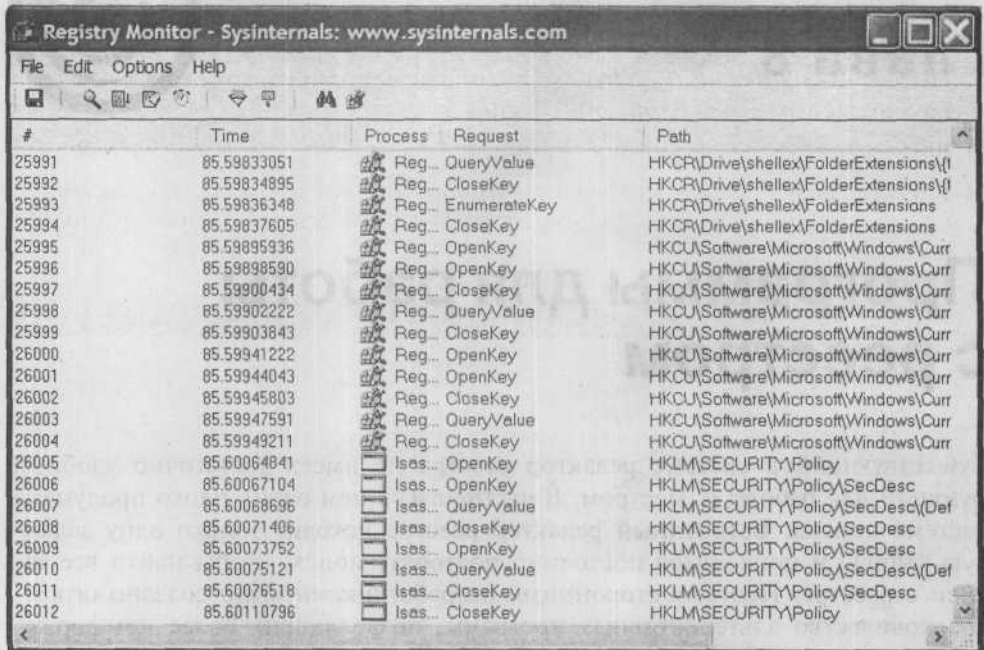 Registry Monitor - Sysinternals: www.sysinternals.com
File Edit Options Help
# Time Process Request Path
25991 85.59833051 Reg... QueryValue HKCR\Drive\shellex\FolderExtensions\{f
25992 85.59834895 Reg... CloseKey HKCR\Drive\shellex\FolderExtensions\{f
25993 85.59836348 Reg... EnumerateKey HKCR\Drive\shellex\FolderExtensions
25994 85.59837605 Reg... CloseKey HKCR\Drive\shellex\FolderExtensions
25995 85.59895936 Reg... OpenKey HKCU\Software\Microsoft\Windows\Curr
25996 85.59898590 Reg... OpenKey HKCU\Software\Microsoft\Windows\Curr
25997 85.59900434 Reg... CloseKey HKCU\Software\Microsoft\Windows\Curr
25998 85.59902222 Reg... QueryValue HKCU\Software\Microsoft\Windows\Curr
25999 85.59903843 Reg... CloseKey HKCU\Software\Microsoft\Windows\Curr
26000 85.59941222 Reg... OpenKey HKCU\Software\Microsoft\Windows\Curr
26001 85.59944043 Reg... OpenKey HKCU\Software\Microsoft\Windows\Curr
26002 85.59945803 Reg... CloseKey HKCU\Software\Microsoft\Windows\Curr
26003 85.59947591 Reg... QueryValue HKCU\Software\Microsoft\Windows\Curr
26004 85.59949211 Reg... CloseKey HKCU\Software\Microsoft\Windows\Curr
26005 85.60064841 lsas... OpenKey HKLM\SECURITY\Policy
26006 85.60067104 lsas... OpenKey HKLM\SECURITY\Policy\SecDesc
26007 85.60068696 lsas... QueryValue HKLM\SECURITY\Policy\SecDesc\(Def
26008 85.60071406 lsas... CloseKey HKLM\SECURITY\Policy\SecDesc
26009 85.60073752 lsas... OpenKey HKLM\SECURITY\Policy\SecDesc
26010 85.60075121 lsas... QueryValue HKLM\SECURITY\Policy\SecDesc\(Def
26011 85.60076518 lsas... CloseKey HKLM\SECURITY\Policy\SecDesc
26012 85.60110796 lsas... CloseKey HKLM\SECURITY\Policy